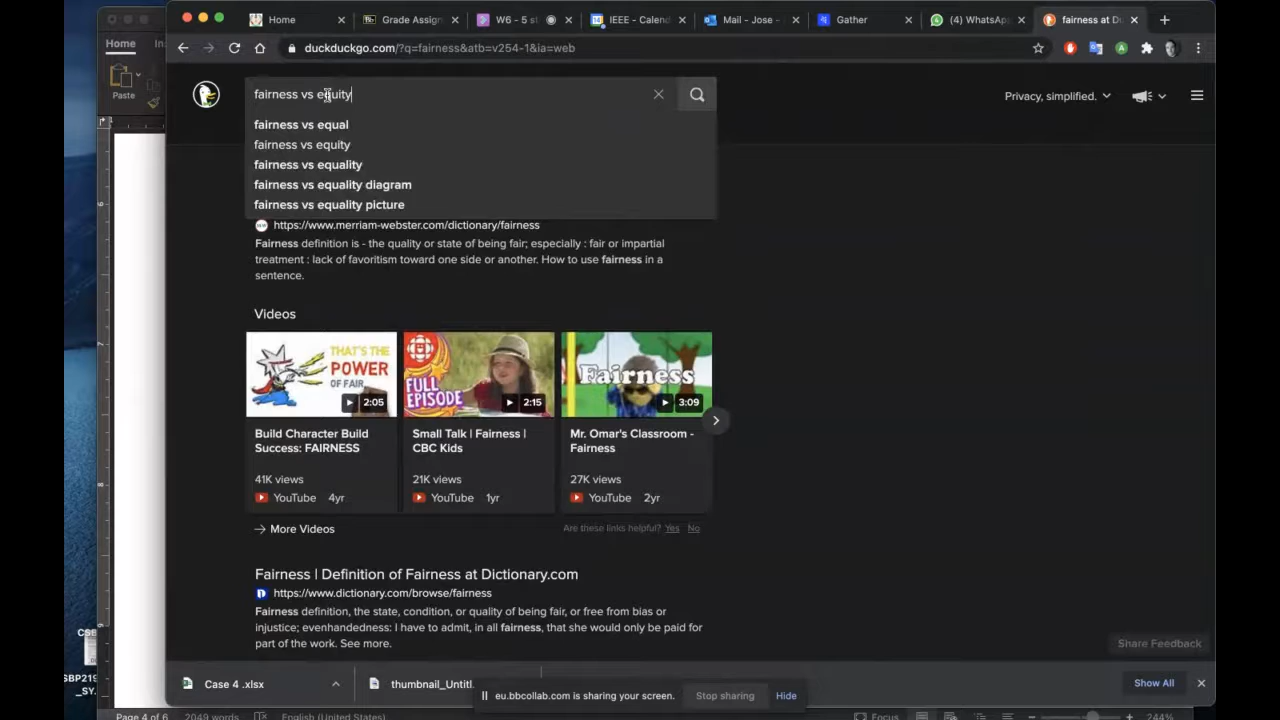 Home
Grade Assign
W6 - 5 st
IEEE - Calend
Mail - Jose -
Gather
(4) WhatsApp
fairness at Du
Home
Ins
duckduckgo.com/?q=fairness&atb=v254-1&ia=web
Paste
fairness vs equity
Privacy, simplified.
fairness vs equal
fairness vs equity
fairness vs equality
fairness vs equality diagram
fairness vs equality picture
https://www.merriam-webster.com/dictionary/fairness
Fairness definition is - the quality or state of being fair; especially : fair or impartial
treatment : lack of favoritism toward one side or another. How to use fairness in a
sentence.
Videos
THAT'S THE
POWER
OF FAIR
2:05
FULL
EPISODE
2:15
Fairness
3:09
Build Character Build
Success: FAIRNESS
41K views
YouTube 4yr
Small Talk | Fairness |
CBC Kids
21K views
YouTube 1yr
Mr. Omar's Classroom -
Fairness
27K views
YouTube 2yr
More Videos
Are these links helpful? Yes No
Fairness | Definition of Fairness at Dictionary.com
https://www.dictionary.com/browse/fairness
Fairness definition, the state, condition, or quality of being fair, or free from bias or
injustice; evenhandedness: I have to admit, in all fairness, that she would only be paid for
part of the work. See more.
Share Feedback
CSB
CSBP219
_SY.
Case 4 .xlsx
thumbnail_Untitl
Show All
eu.bbcollab.com is sharing your screen.
Stop sharing
Hide
Page 4 of 6
2049 words
English (United States)
Focus
244%